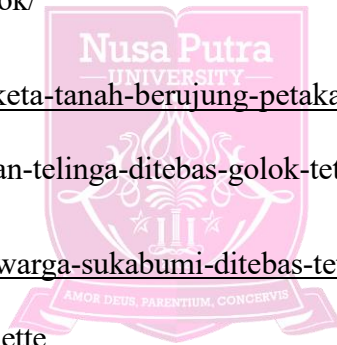 ok/
Nusa Putra
UNIVERSITY
keta-tanah-berujung-petaka
an-telinga-ditebas-golok-tet
warga-sukabumi-ditebas-te
AMOR DEUS, PARENTIUM, CONCERVIS
ette